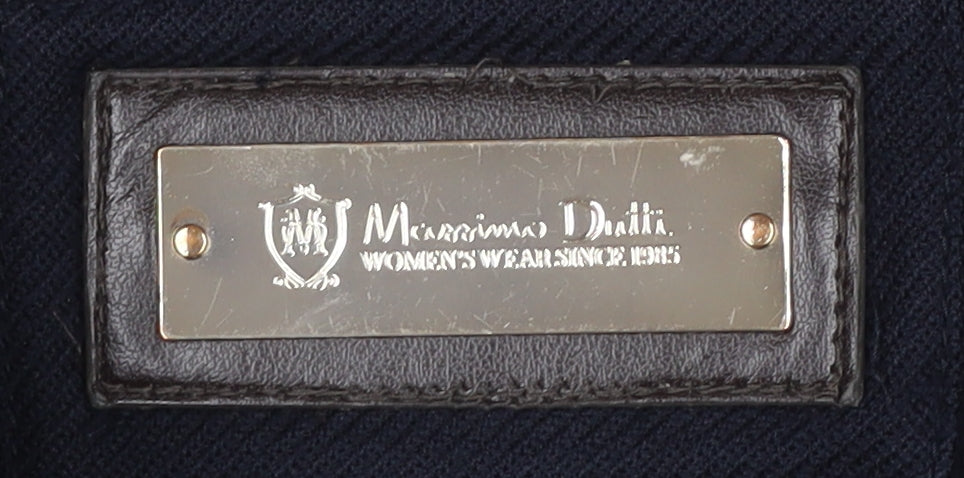 M
Massimo Dutti.
WOMEN'S WEAR SINCE 1985